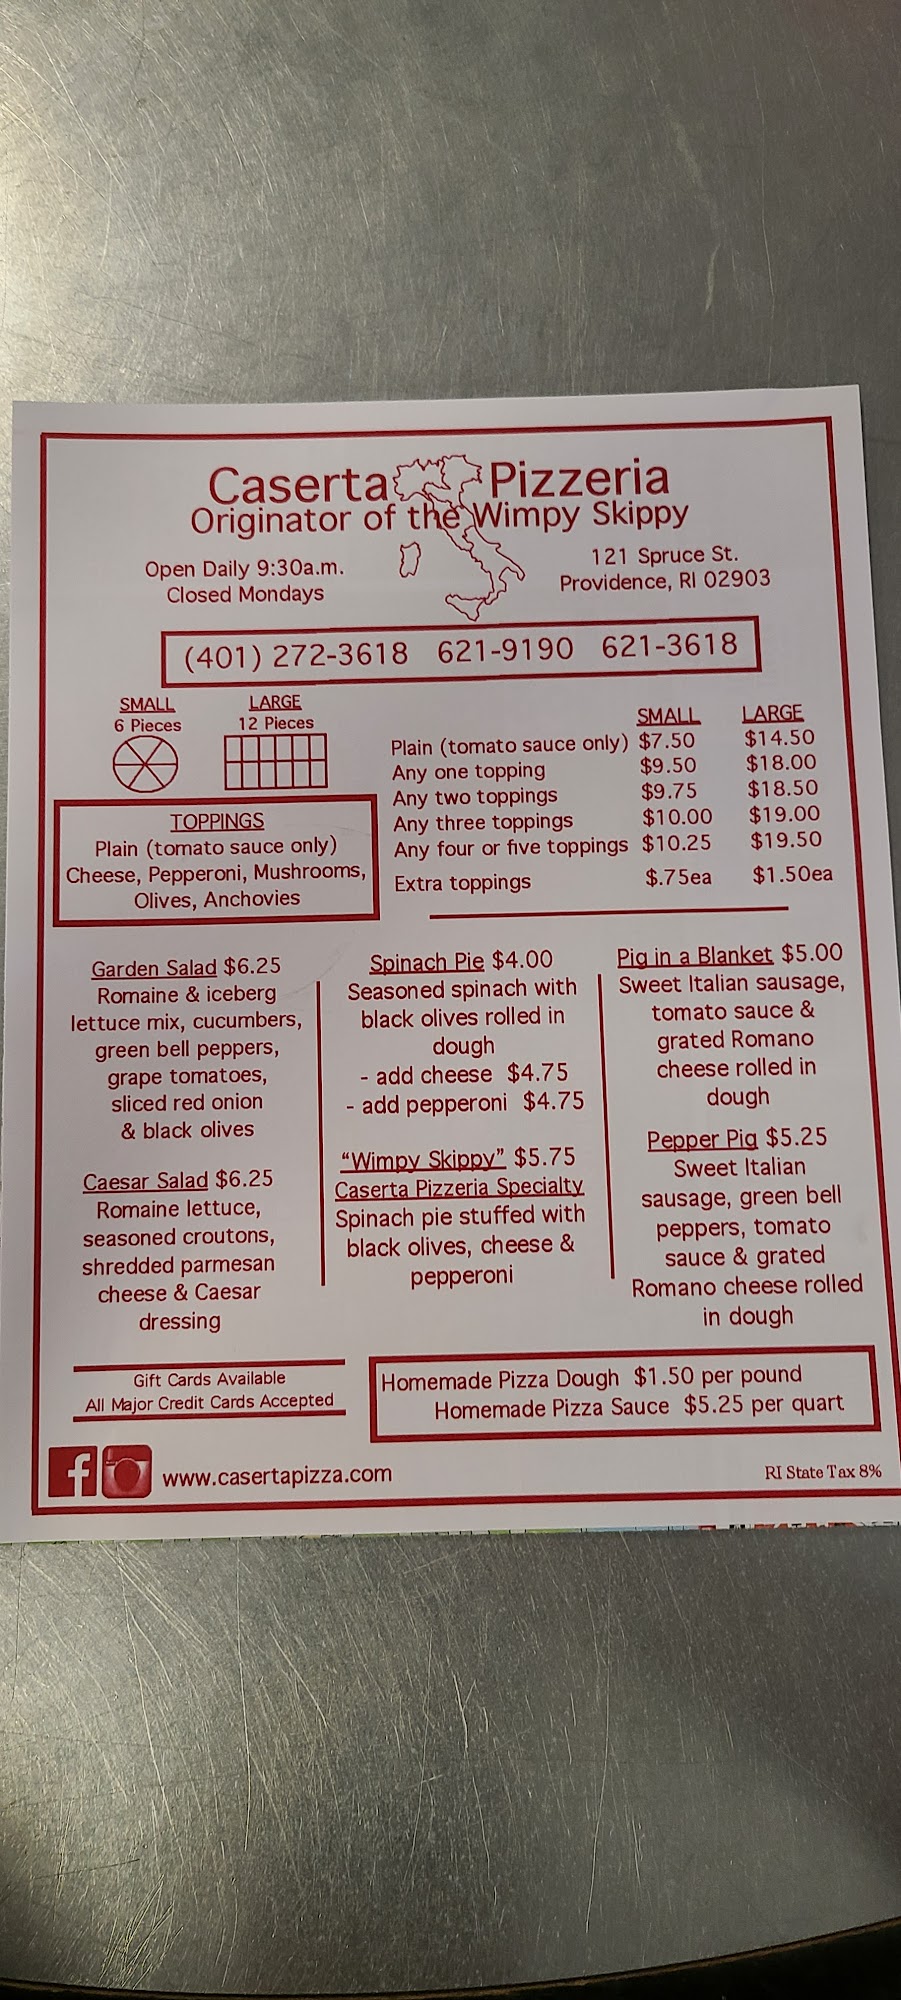 Caserta Pizzeria
Originator of the Wimpy Skippy
Open Daily 9:30a.m.
Closed Mondays
121 Spruce St.
Providence, RI 02903
(401) 272-3618 621-9190 621-3618
SMALL
6 Pieces
LARGE
12 Pieces
TOPPINGS
Plain (tomato sauce only)
Cheese, Pepperoni, Mushrooms,
Olives, Anchovies
SMALL LARGE
Plain (tomato sauce only) $7.50 $14.50
Any one topping $9.50 $18.00
Any two toppings $9.75 $18.50
Any three toppings $10.00 $19.00
Any four or five toppings $10.25 $19.50
Extra toppings $.75ea $1.50ea
Garden Salad $6.25
Romaine & iceberg
lettuce mix, cucumbers,
green bell peppers,
grape tomatoes,
sliced red onion
& black olives
Caesar Salad $6.25
Romaine lettuce,
seasoned croutons,
shredded parmesan
cheese & Caesar
dressing
Spinach Pie $4.00
Seasoned spinach with
black olives rolled in
dough
- add cheese $4.75
- add pepperoni $4.75
“Wimpy Skippy” $5.75
Caserta Pizzeria Specialty
Spinach pie stuffed with
black olives, cheese &
pepperoni
Pig in a Blanket $5.00
Sweet Italian sausage,
tomato sauce &
grated Romano
cheese rolled in
dough
Pepper Pig $5.25
Sweet Italian
sausage, green bell
peppers, tomato
sauce & grated
Romano cheese rolled
in dough
Gift Cards Available
All Major Credit Cards Accepted
Homemade Pizza Dough $1.50 per pound
Homemade Pizza Sauce $5.25 per quart
f
www.casertapizza.com
RI State Tax 8%